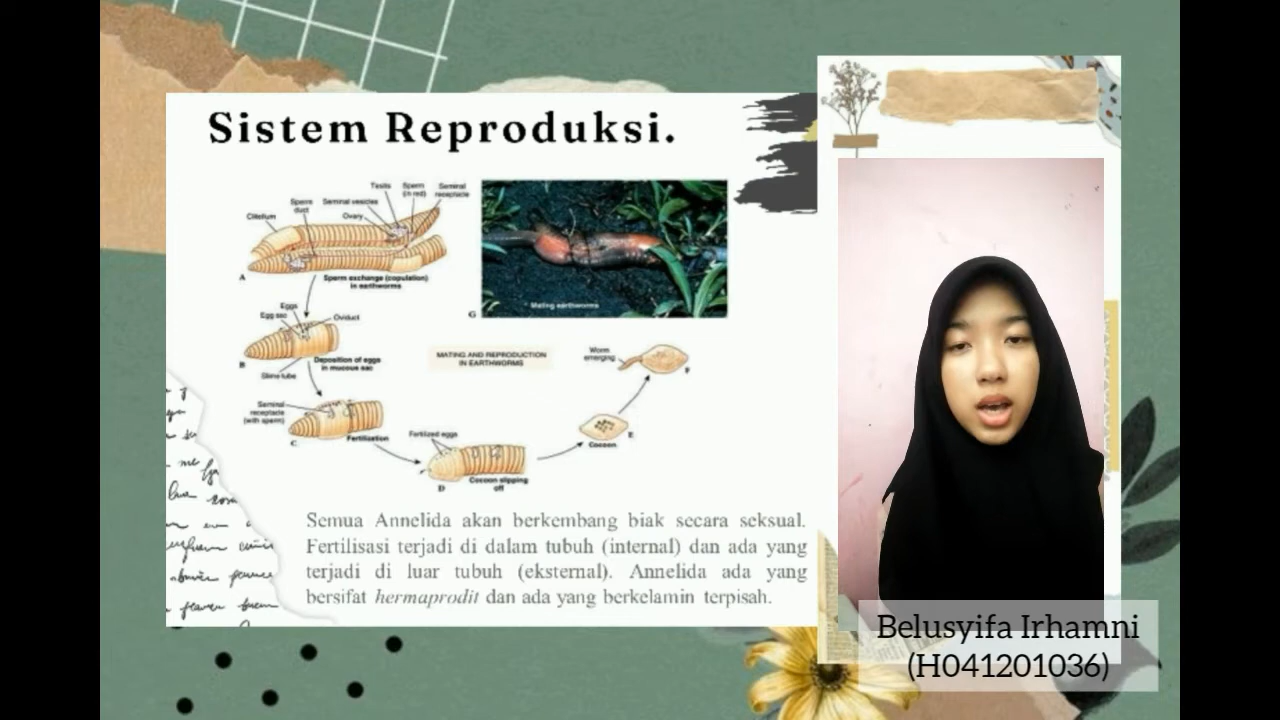 Sistem Reproduksi.
Testis
Sperm
(in red)
Seminal
receptacle
Sperm
duct
Seminal vesicles
Clitellum
Ovary
A
Sperm exchange (copulation)
in earthworms
G
Mating earthworms
Eggs
Egg sac
Oviduct
B
Deposition of eggs
in mucous sac
Slime tube
MATING AND REPRODUCTION
IN EARTHWORMS
Worm
emerging
F
Seminal
receptacle
(with sperm)
C
Fertilization
Fertilized eggs
E
Cocoon
D
Cocoon slipping
off
Semua Annelida akan berkembang biak secara seksual.
Fertilisasi terjadi di dalam tubuh (internal) dan ada yang
terjadi di luar tubuh (eksternal). Annelida ada yang
bersifat hermaprodit dan ada yang berkelamin terpisah.
Belusyifa Irhamni
(H041201036)